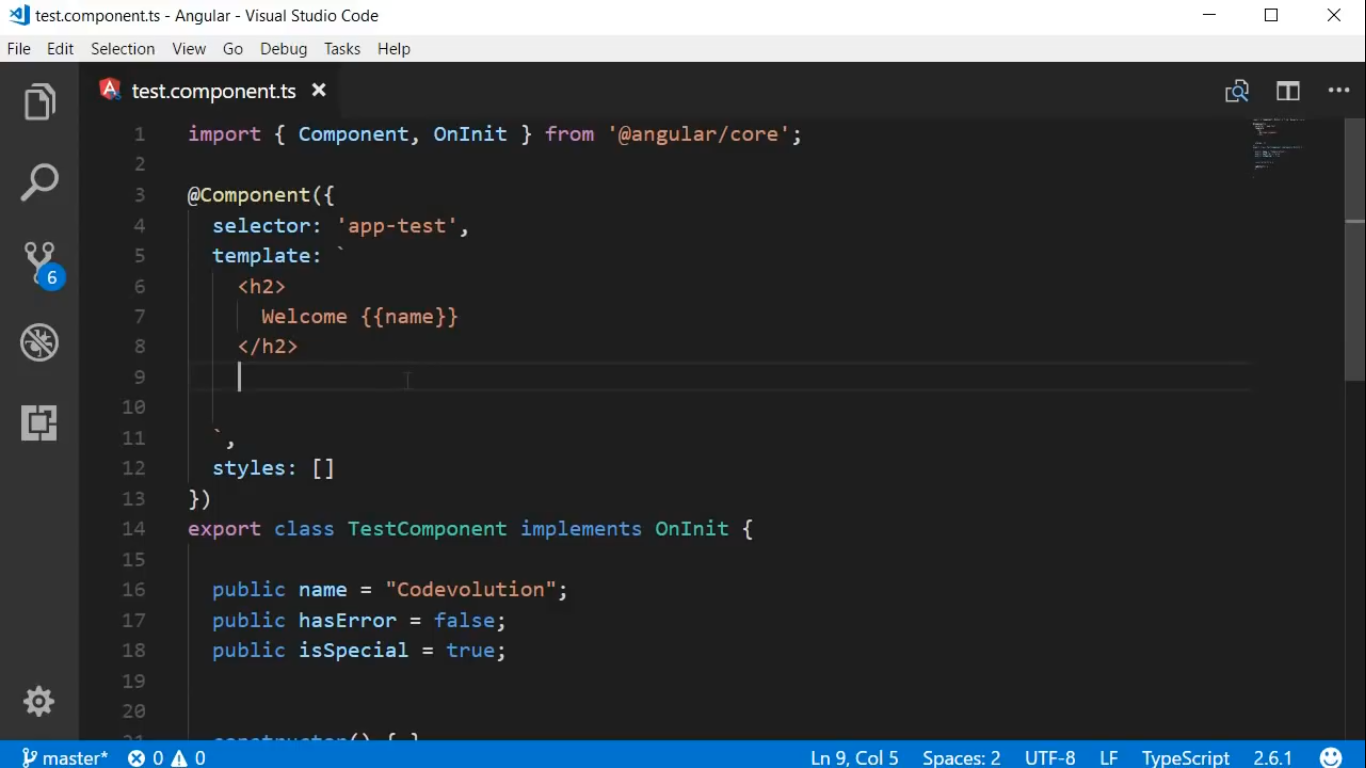 test.component.ts - Angular - Visual Studio Code
File Edit Selection View Go Debug Tasks Help
test.component.ts
1 import { Component, OnInit } from '@angular/core';
2
3 @Component({
4 selector: 'app-test',
5 template: `
6 <h2>
7 Welcome {{name}}
8 </h2>
9
10
11 `,
12 styles: []
13 })
14 export class TestComponent implements OnInit {
15
16 public name = "Codevolution";
17 public hasError = false;
18 public isSpecial = true;
19
20
21 constructor() { }
6
master* 0 0 Ln 9, Col 5 Spaces: 2 UTF-8 LF TypeScript 2.6.1